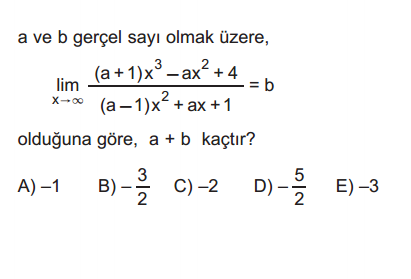 a ve b gerçel sayı olmak üzere,
lim x→∞ ((a + 1)x³ – ax² + 4) / ((a – 1)x² + ax + 1) = b
olduğuna göre, a + b kaçtır?
A) –1 B) –3/2 C) –2 D) –5/2 E) –3